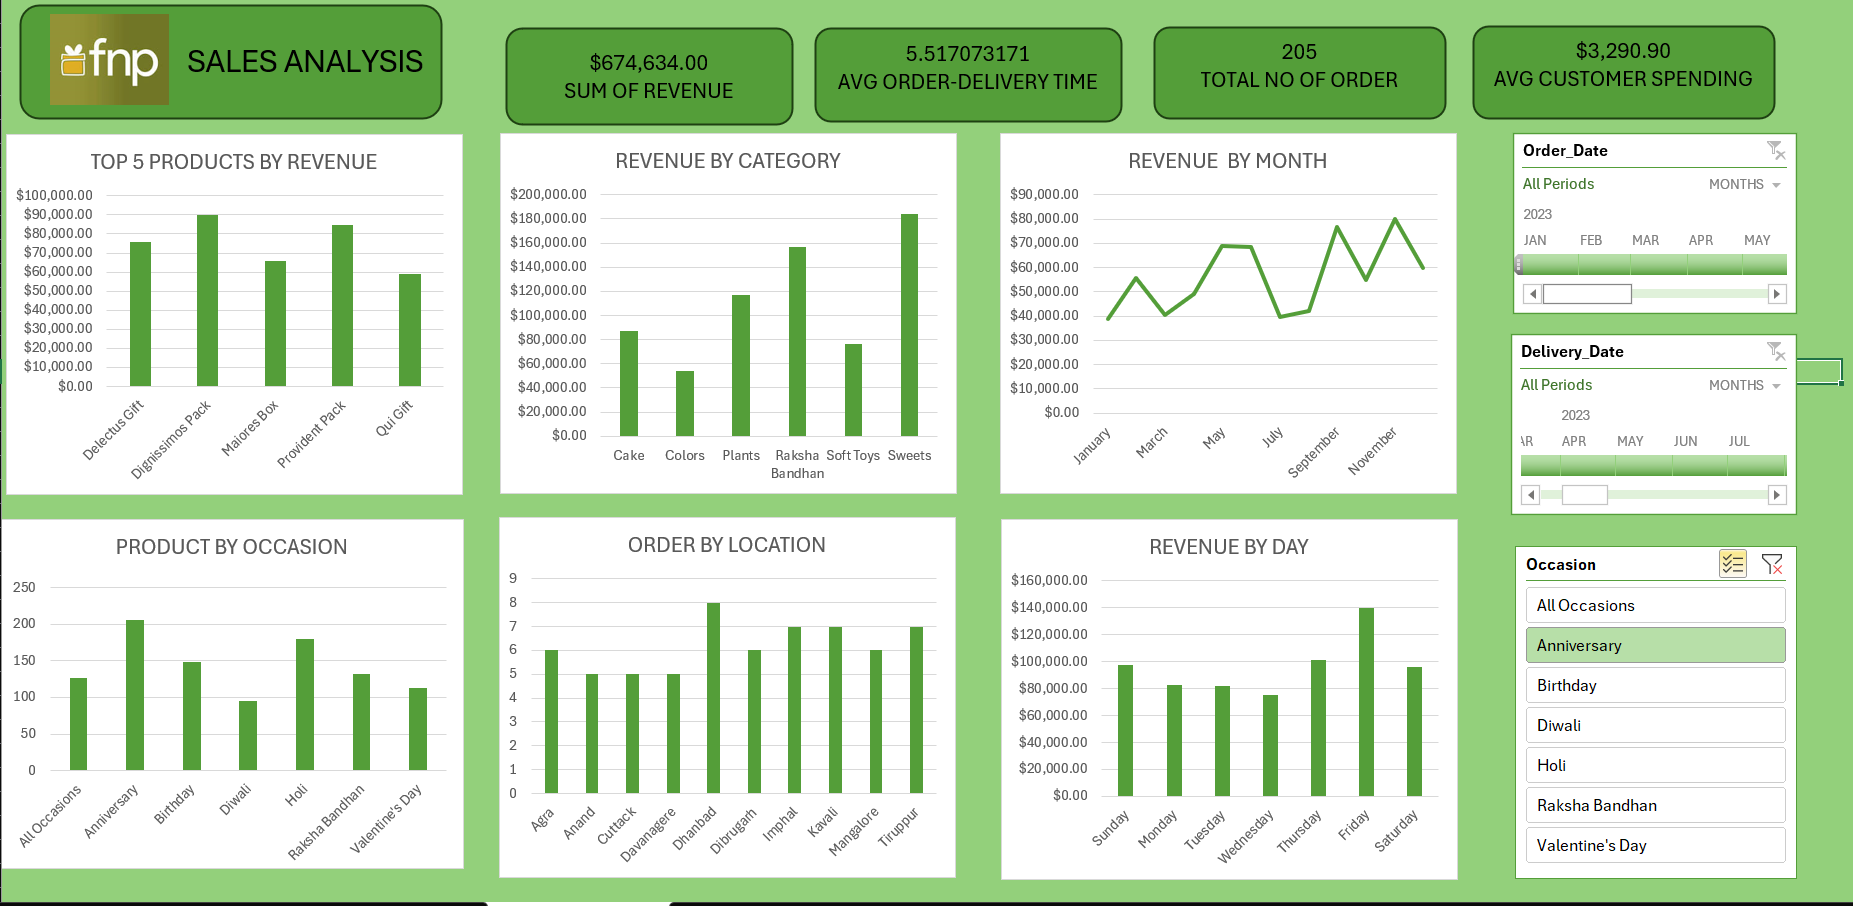 fnp
SALES ANALYSIS
$674,634.00
SUM OF REVENUE
5.517073171
AVG ORDER-DELIVERY TIME
205
TOTAL NO OF ORDER
$3,290.90
AVG CUSTOMER SPENDING
TOP 5 PRODUCTS BY REVENUE
$100,000.00
$90,000.00
$80,000.00
$70,000.00
$60,000.00
$50,000.00
$40,000.00
$30,000.00
$20,000.00
$10,000.00
$0.00
Delectus Gift
Dignissimos Pack
Maiores Box
Provident Pack
Qui Gift
REVENUE BY CATEGORY
$200,000.00
$180,000.00
$160,000.00
$140,000.00
$120,000.00
$100,000.00
$80,000.00
$60,000.00
$40,000.00
$20,000.00
$0.00
Cake
Colors
Plants
Raksha
Bandhan
Soft Toys
Sweets
REVENUE  BY MONTH
$90,000.00
$80,000.00
$70,000.00
$60,000.00
$50,000.00
$40,000.00
$30,000.00
$20,000.00
$10,000.00
$0.00
January
March
May
July
September
November
Order_Date
All Periods
MONTHS
2023
JAN FEB MAR APR MAY
Delivery_Date
All Periods
MONTHS
2023
AR APR MAY JUN JUL
PRODUCT BY OCCASION
250
200
150
100
50
0
All Occasions
Anniversary
Birthday
Diwali
Holi
Raksha Bandhan
Valentine's Day
ORDER BY LOCATION
9
8
7
6
5
4
3
2
1
0
Agra
Anand
Cuttack
Davanagere
Dhanbad
Dibrugarh
Imphal
Kavali
Mangalore
Tiruppur
REVENUE BY DAY
$160,000.00
$140,000.00
$120,000.00
$100,000.00
$80,000.00
$60,000.00
$40,000.00
$20,000.00
$0.00
Sunday
Monday
Tuesday
Wednesday
Thursday
Friday
Saturday
Occasion
All Occasions
Anniversary
Birthday
Diwali
Holi
Raksha Bandhan
Valentine's Day